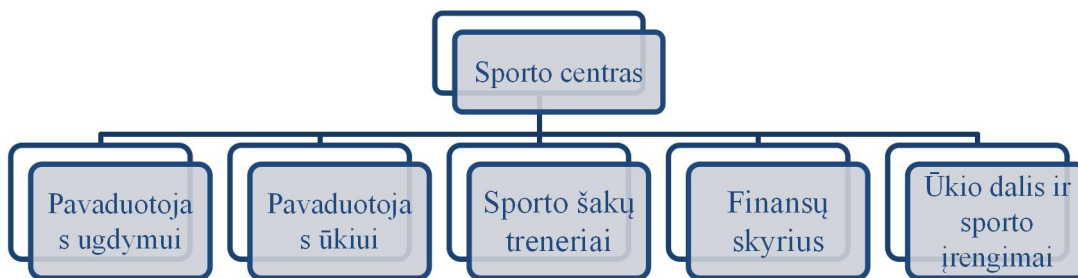 Sporto centras
Pavaduotoja
s ugdymui
Pavaduotoja
s ūkiui
Sporto šakų
treneriai
Finansų
skyrius
Ūkio dalis ir
sporto
įrengimai